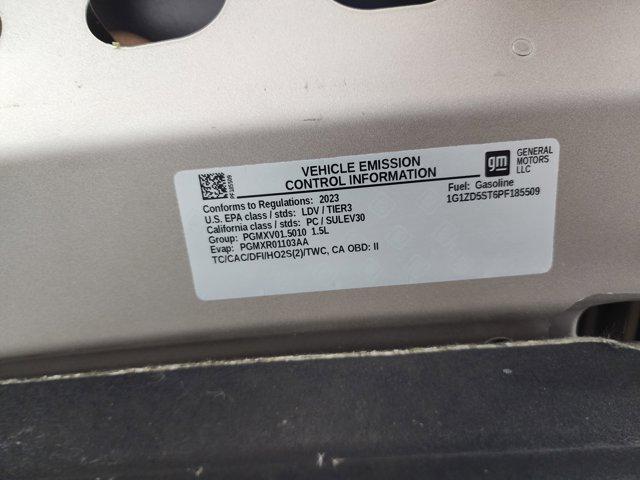 VEHICLE EMISSION
CONTROL INFORMATION
gm
GENERAL
MOTORS
LLC
PF185509
Conforms to Regulations: 2023
U.S. EPA class / stds: LDV / TIER3
California class / stds: PC / SULEV30
Group: PGMXV01.5010 1.5L
Evap: PGMXR01103AA
TC/CAC/DFI/HO2S(2)/TWC, CA OBD: II
Fuel: Gasoline
1G1ZD5ST6PF185509